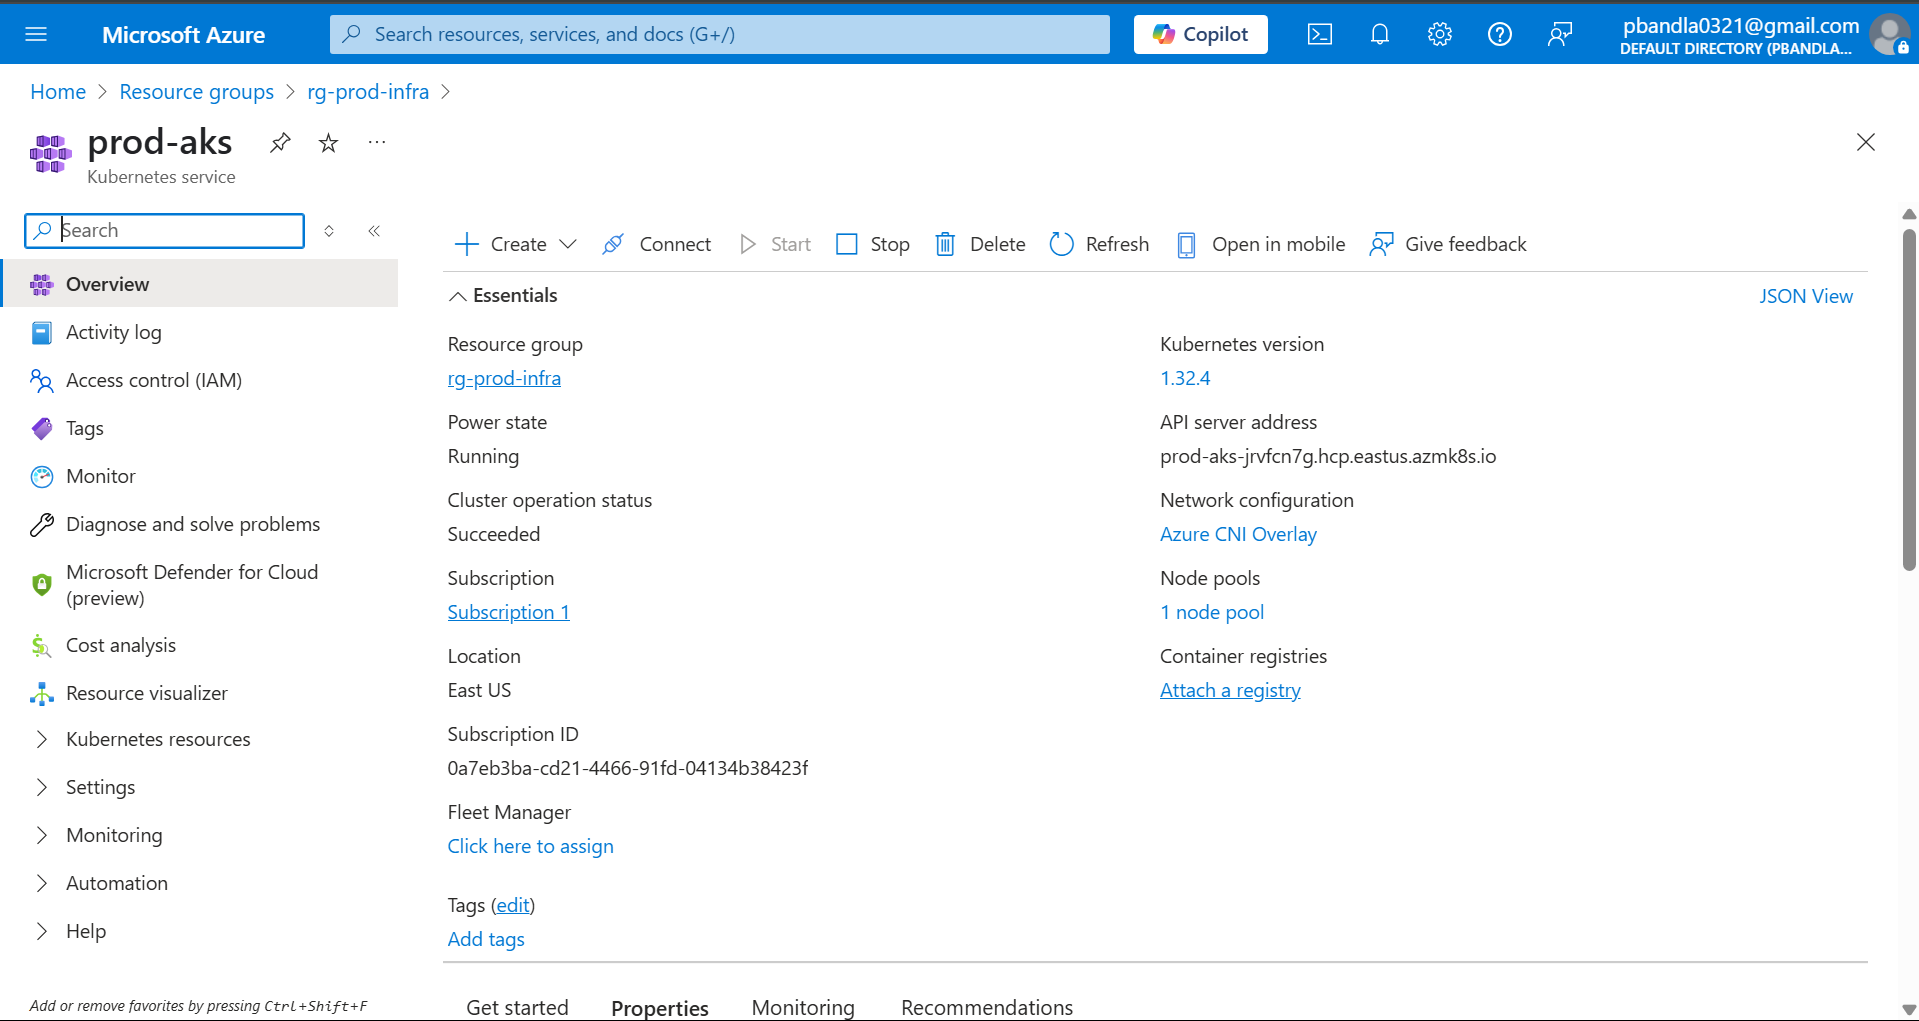 Microsoft Azure
Search resources, services, and docs (G+/)
Copilot
pbandla0321@gmail.com
DEFAULT DIRECTORY (PBANDLA...
Home > Resource groups > rg-prod-infra >
prod-aks
...
Kubernetes service
Search
Create
Connect
Start
Stop
Delete
Refresh
Open in mobile
Give feedback
Overview
Activity log
Access control (IAM)
Tags
Monitor
Diagnose and solve problems
Microsoft Defender for Cloud
(preview)
Cost analysis
Resource visualizer
Kubernetes resources
Settings
Monitoring
Automation
Help
Add or remove favorites by pressing Ctrl+Shift+F
Essentials
JSON View
Resource group
rg-prod-infra
Power state
Running
Cluster operation status
Succeeded
Subscription
Subscription 1
Location
East US
Subscription ID
0a7eb3ba-cd21-4466-91fd-04134b38423f
Fleet Manager
Click here to assign
Kubernetes version
1.32.4
API server address
prod-aks-jrvfcn7g.hcp.eastus.azmk8s.io
Network configuration
Azure CNI Overlay
Node pools
1 node pool
Container registries
Attach a registry
Tags (edit)
Add tags
Get started
Properties
Monitoring
Recommendations